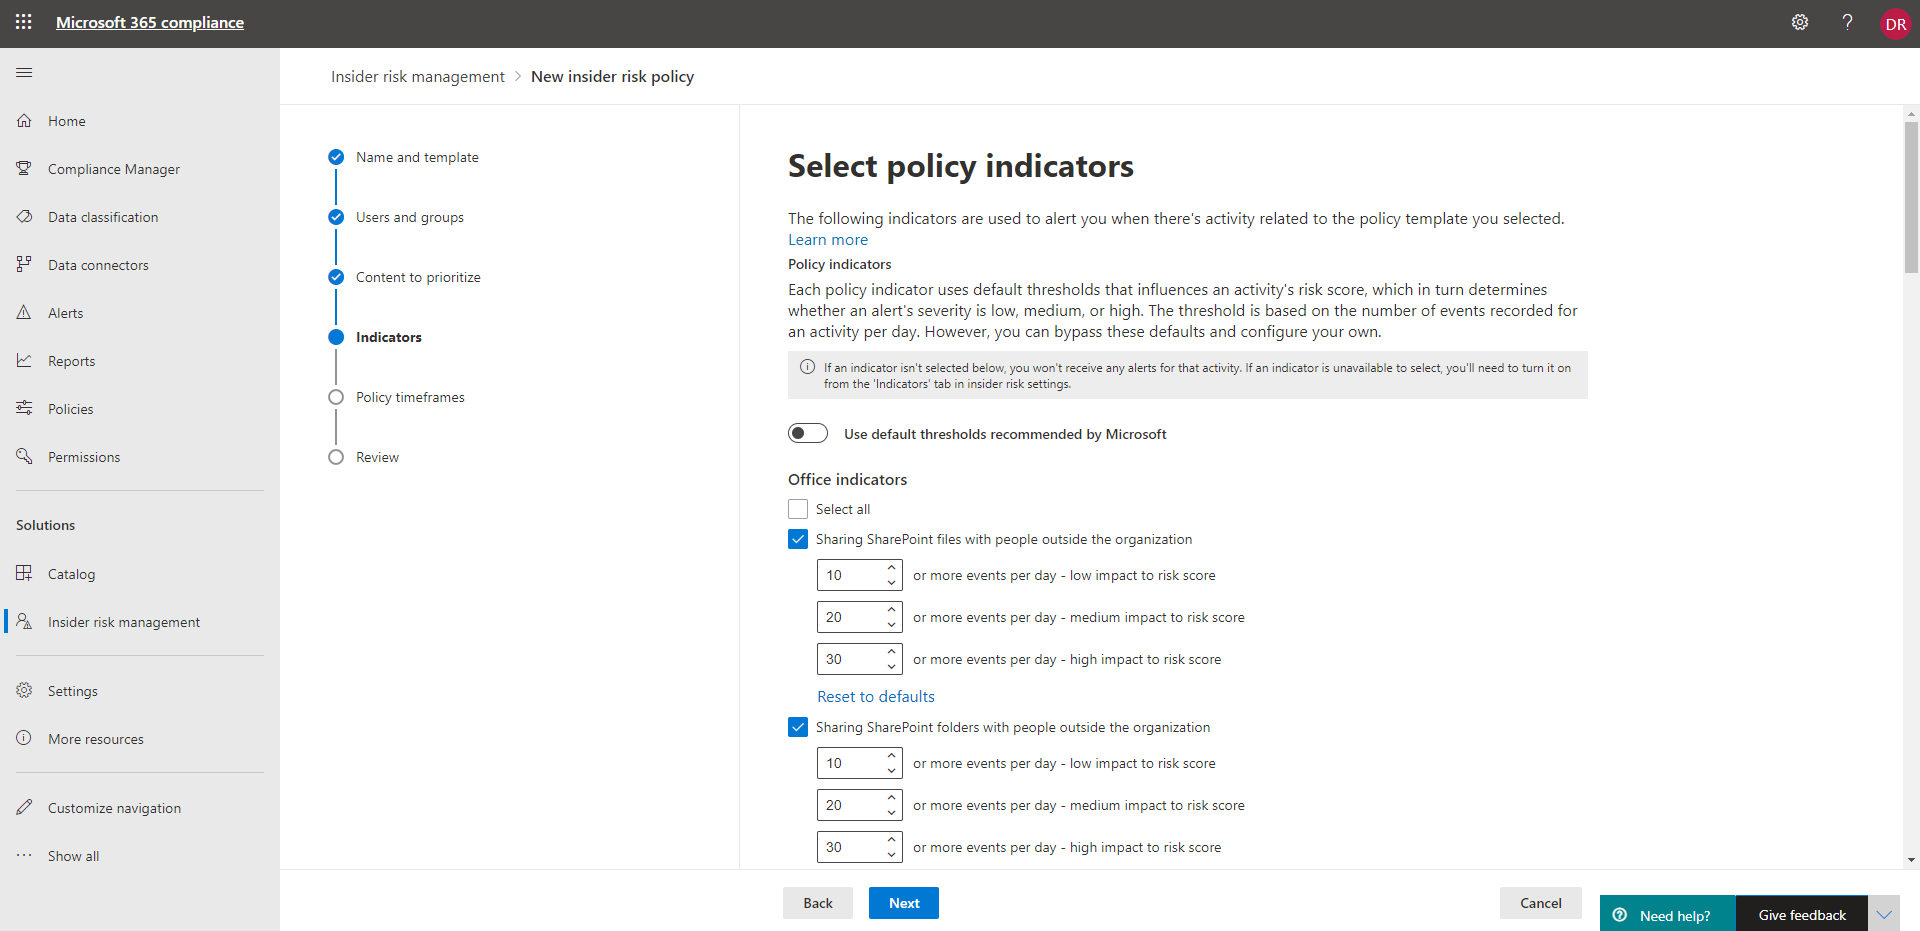 Microsoft 365 compliance
?
DR
Insider risk management > New insider risk policy
Home
Compliance Manager
Data classification
Data connectors
Alerts
Reports
Policies
Permissions
Solutions
Catalog
Insider risk management
Settings
More resources
Customize navigation
Show all
Name and template
Users and groups
Content to prioritize
Indicators
Policy timeframes
Review
Select policy indicators
The following indicators are used to alert you when there's activity related to the policy template you selected.
Learn more
Policy indicators
Each policy indicator uses default thresholds that influences an activity's risk score, which in turn determines
whether an alert's severity is low, medium, or high. The threshold is based on the number of events recorded for
an activity per day. However, you can bypass these defaults and configure your own.
If an indicator isn't selected below, you won't receive any alerts for that activity. If an indicator is unavailable to select, you'll need to turn it on
from the 'Indicators' tab in insider risk settings.
Use default thresholds recommended by Microsoft
Office indicators
Select all
Sharing SharePoint files with people outside the organization
10 or more events per day - low impact to risk score
20 or more events per day - medium impact to risk score
30 or more events per day - high impact to risk score
Reset to defaults
Sharing SharePoint folders with people outside the organization
10 or more events per day - low impact to risk score
20 or more events per day - medium impact to risk score
30 or more events per day - high impact to risk score
Back
Next
Cancel
Need help?
Give feedback